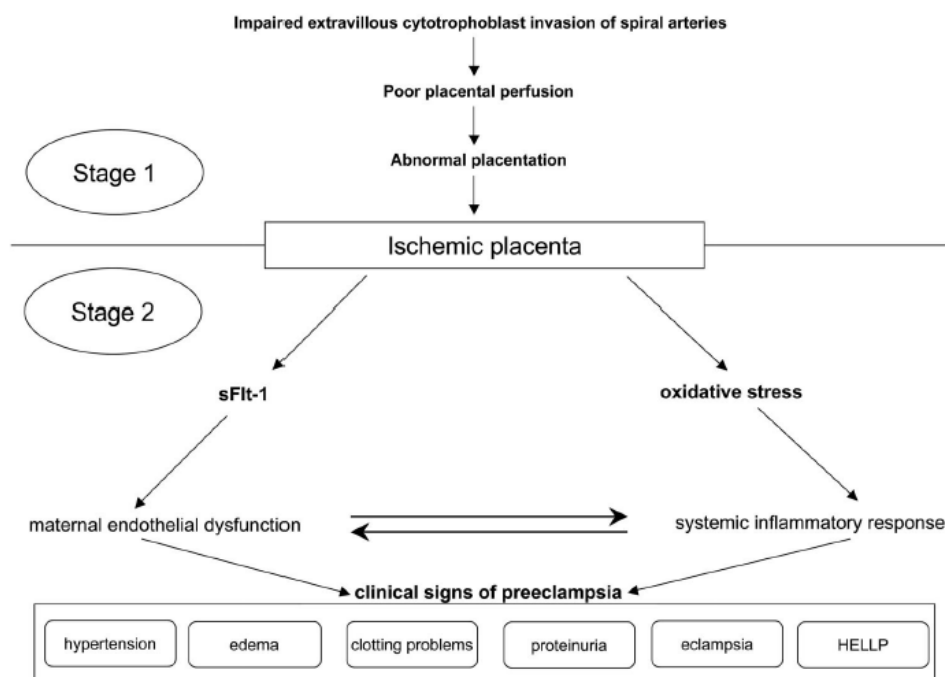 Impaired extravillous cytotrophoblast invasion of spiral arteries
Poor placental perfusion
Abnormal placentation
Stage 1
Ischemic placenta
Stage 2
sFlt-1
oxidative stress
maternal endothelial dysfunction
systemic inflammatory response
clinical signs of preeclampsia
hypertension
edema
clotting problems
proteinuria
eclampsia
HELLP